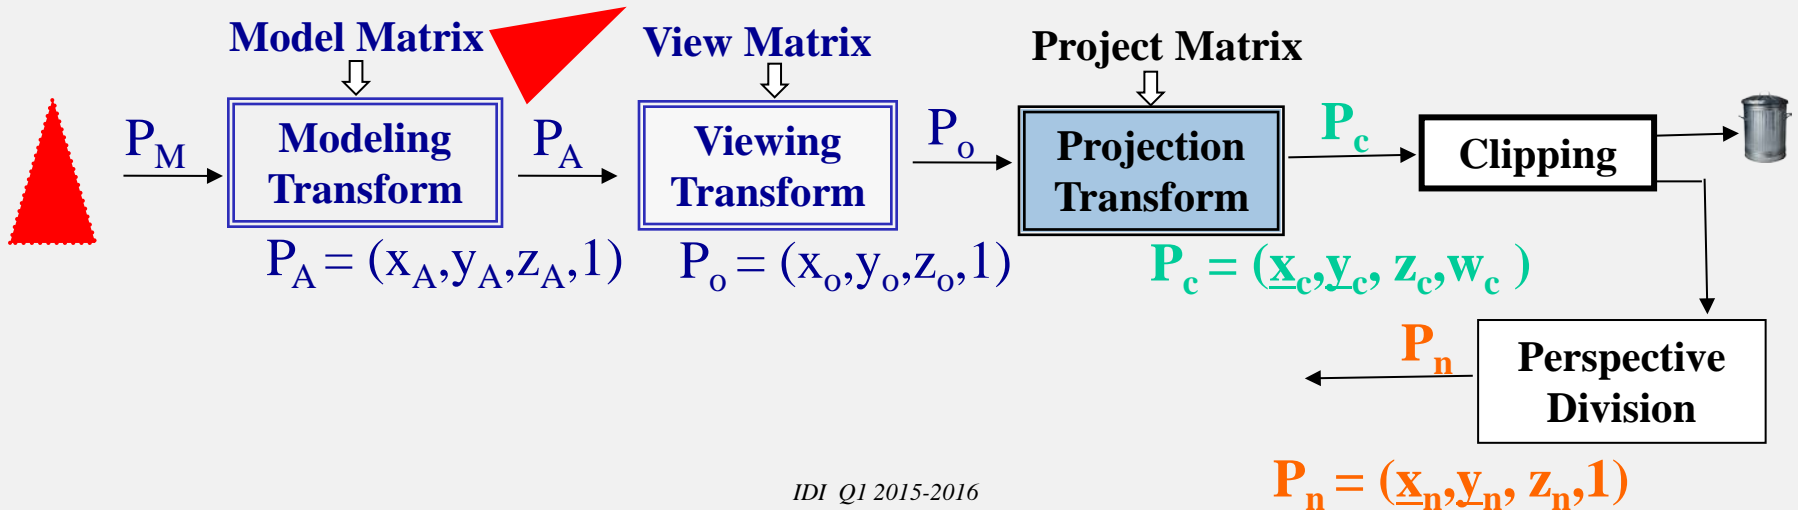 Model Matrix
View Matrix
Project Matrix
P_M
Modeling
Transform
P_A
Viewing
Transform
P_o
Projection
Transform
P_c
Clipping
P_A = (x_A,y_A,z_A,1)
P_o = (x_o,y_o,z_o,1)
P_c = (x_c,y_c, z_c,w_c )
P_n
Perspective
Division
IDI Q1 2015-2016
P_n = (x_n,y_n, z_n,1)